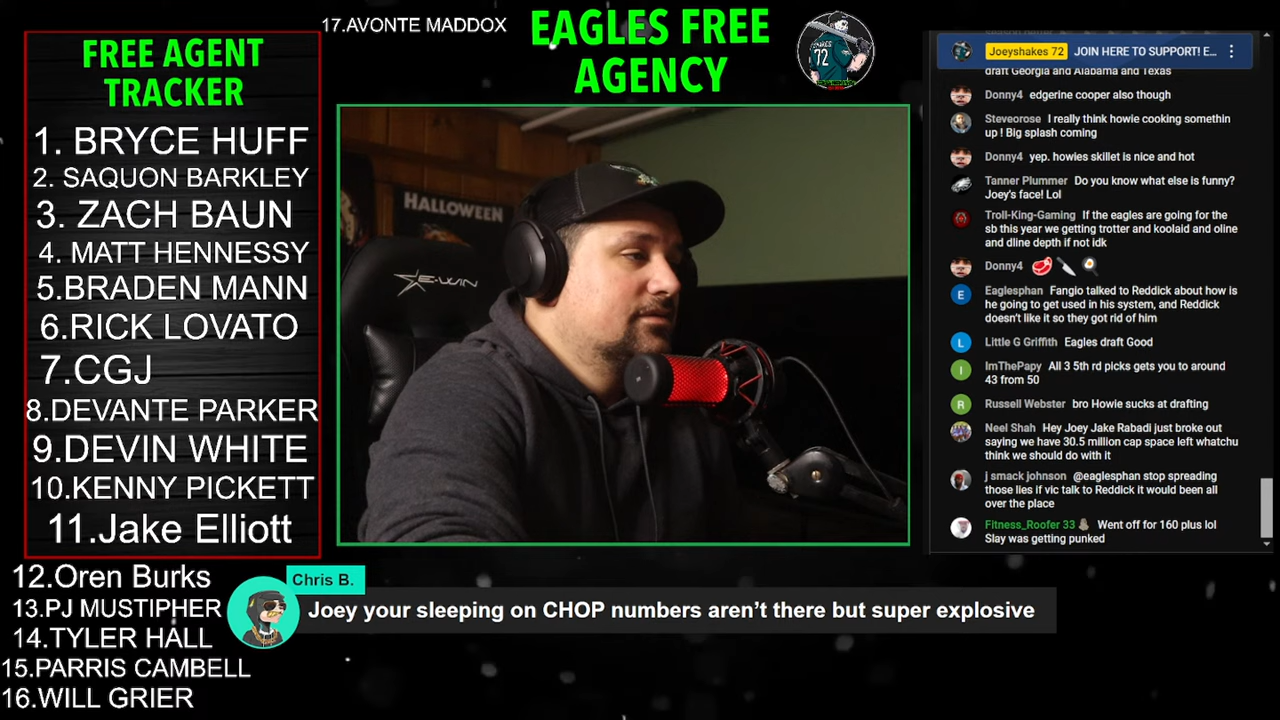 17.AVONTE MADDOX
EAGLES FREE
AGENCY
FREE AGENT
TRACKER
1. BRYCE HUFF
2. SAQUON BARKLEY
3. ZACH BAUN
4. MATT HENNESSY
5.BRADEN MANN
6.RICK LOVATO
7.CGJ
8.DEVANTE PARKER
9.DEVIN WHITE
10.KENNY PICKETT
11.Jake Elliott
12.Oren Burks
13.PJ MUSTIPHER
14.TYLER HALL
15.PARRIS CAMBELL
16.WILL GRIER
72
HALLOWEEN
E-WIN
Joeyshakes 72 JOIN HERE TO SUPPORT! E...
draft Georgia and Alabama and Texas
Donny4 edgerine cooper also though
Steveorose I really think howie cooking somethin
up ! Big splash coming
Donny4 yep. howies skillet is nice and hot
Tanner Plummer Do you know what else is funny?
Joey's face! Lol
Troll-King-Gaming If the eagles are going for the
sb this year we getting trotter and koolaid and oline
and dline depth if not idk
Donny4
E Eaglesphan Fangio talked to Reddick about how is
he going to get used in his system, and Reddick
doesn't like it so they got rid of him
L Little G Griffith Eagles draft Good
I ImThePapy All 3 5th rd picks gets you to around
43 from 50
R Russell Webster bro Howie sucks at drafting
Neel Shah Hey Joey Jake Rabadi just broke out
saying we have 30.5 million cap space left whatchu
think we should do with it
j smack johnson @eaglesphan stop spreading
those lies if vic talk to Reddick it would been all
over the place
Fitness_Roofer 33 Went off for 160 plus lol
Slay was getting punked
Chris B.
Joey your sleeping on CHOP numbers aren't there but super explosive